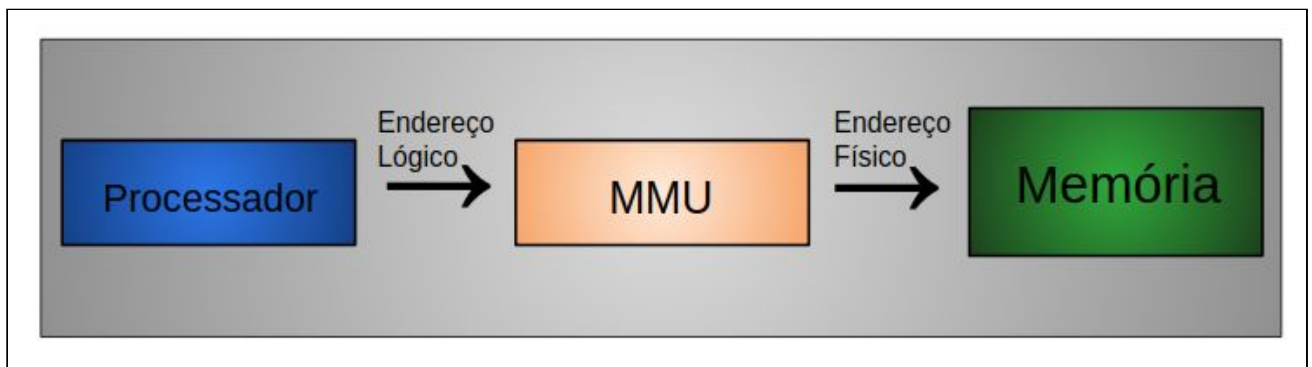 Processador
Endereço
Lógico
MMU
Endereço
Físico
Memória